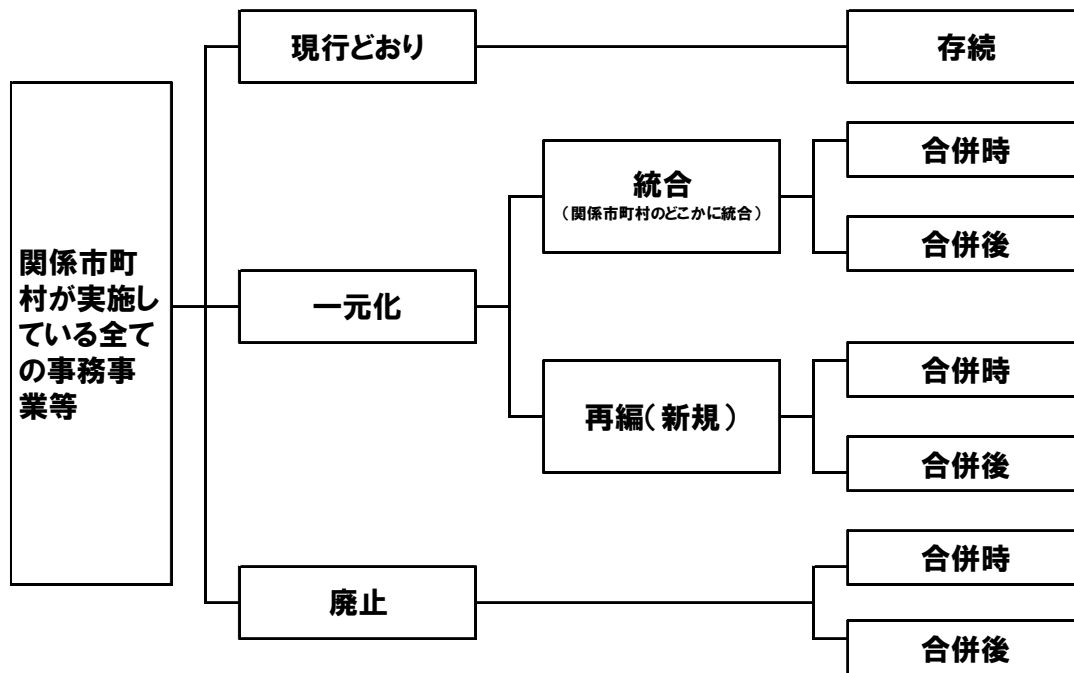 関係市町
村が実施し
ている全て
の事務事
業等
現行どおり
存続
一元化
統合
（関係市町村のどこかに統合）
合併時
合併後
再編（新規）
合併時
合併後
廃止
合併時
合併後